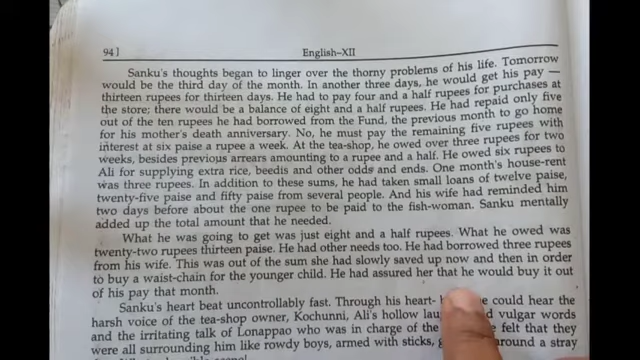 94]
English–XII
Sanku's thoughts began to linger over the thorny problems of his life. Tomorrow
would be the third day of the month. In another three days, he would get his pay —
thirteen rupees for thirteen days. He had to pay four and a half rupees for purchases at
the store; there would be a balance of eight and a half rupees. He had repaid only five
out of the ten rupees he had borrowed from the Fund, the previous month to go home
for his mother's death anniversary. No, he must pay the remaining five rupees with
interest at six paise a rupee a week. At the tea-shop, he owed over three rupees for two
weeks, besides previous arrears amounting to a rupee and a half. He owed six rupees to
Ali for supplying extra rice, beedis and other odds and ends. One month's house-rent
was three rupees. In addition to these sums, he had taken small loans of twelve paise,
twenty-five paise and fifty paise from several people. And his wife had reminded him
two days before about the one rupee to be paid to the fish-woman. Sanku mentally
added up the total amount that he needed.
What he was going to get was just eight and a half rupees. What he owed was
twenty-two rupees thirteen paise. He had other needs too. He had borrowed three rupees
from his wife. This was out of the sum she had slowly saved up now and then in order
to buy a waist-chain for the younger child. He had assured her that he would buy it out
of his pay that month.
Sanku's heart beat uncontrollably fast. Through his heart- could hear the
harsh voice of the tea-shop owner, Kochunni, Ali's hollow vulgar words
and the irritating talk of Lonappao who was in charge of the felt that they
were all surrounding him like rowdy boys, armed with sticks, around a stray